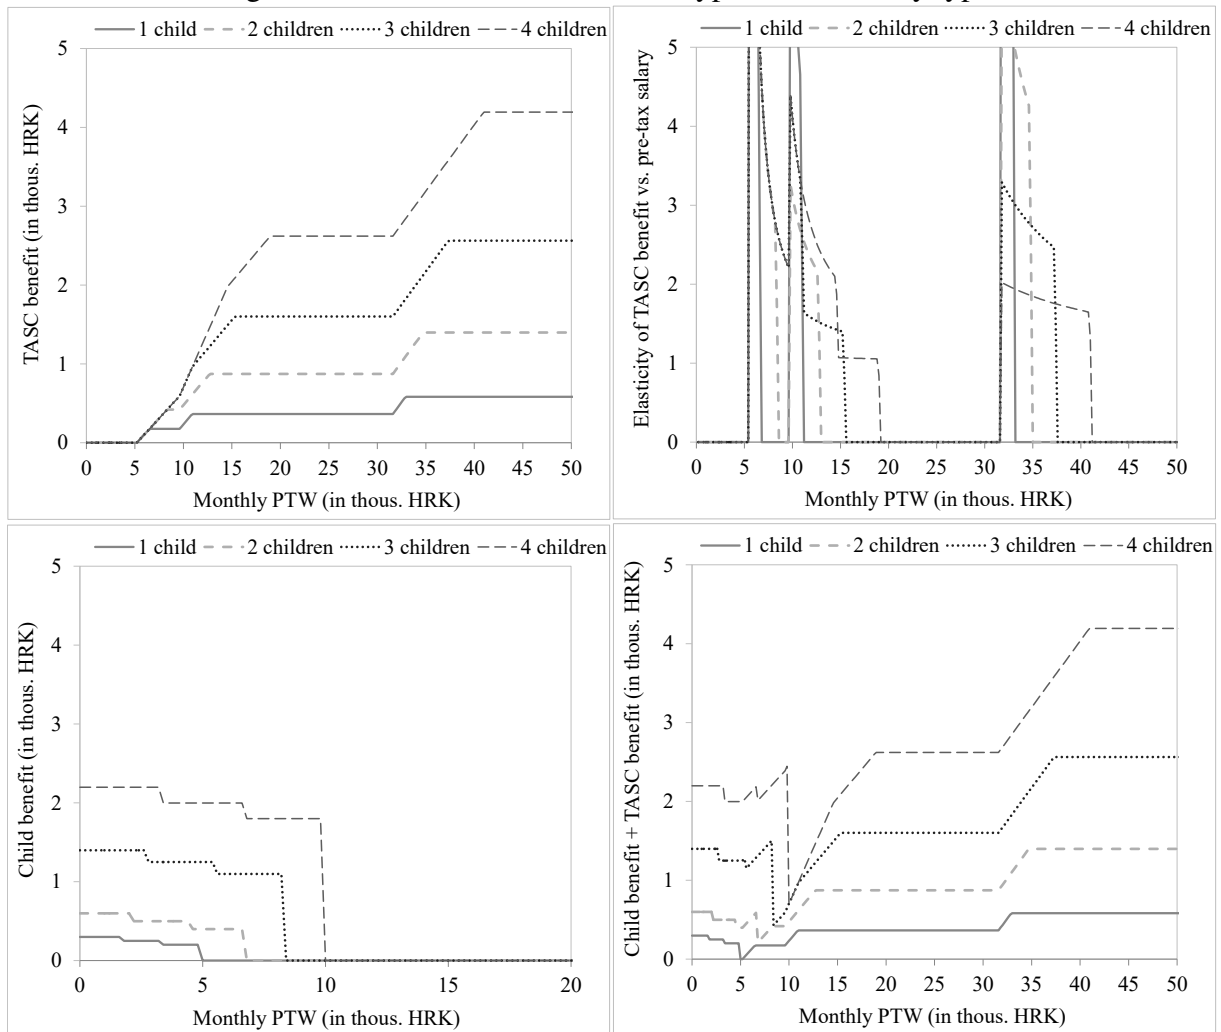 1 child 2 children 3 children 4 children
5
4
3
2
1
0
0 5 10 15 20 25 30 35 40 45 50
TASC benefit (in thous. HRK)
Monthly PTW (in thous. HRK)
1 child 2 children 3 children 4 children
5
4
3
2
1
0
0 5 10 15 20 25 30 35 40 45 50
Elasticity of TASC benefit vs. pre-tax salary
Monthly PTW (in thous. HRK)
1 child 2 children 3 children 4 children
5
4
3
2
1
0
0 5 10 15 20
Child benefit (in thous. HRK)
Monthly PTW (in thous. HRK)
1 child 2 children 3 children 4 children
5
4
3
2
1
0
0 5 10 15 20 25 30 35 40 45 50
Child benefit + TASC benefit (in thous. HRK)
Monthly PTW (in thous. HRK)